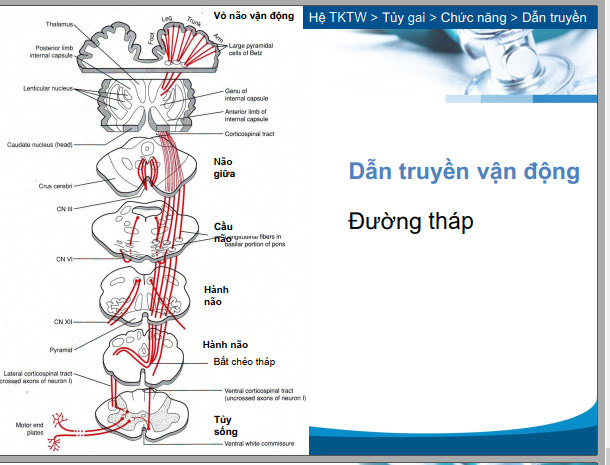 Vỏ não vận động
Hệ TKTW > Tủy gai > Chức năng > Dẫn truyền
Thalamus
Foot
Leg
Trunk
Arm
Posterior limb
internal capsule
Large pyramidal
cells of Betz
Lenticular nucleus
Genu of
internal capsule
Anterior limb of
internal capsule
Corticospinal tract
Caudate nucleus (head)
Não
giữa
Crus cerebri
CN III
Cầu
não
fibers in
basilar portion of pons
CN VI
Hành
não
CN XII
Pyramid
Hành não
Bắt chéo tháp
Lateral corticospinal tract
crossed axons of neuron I)
Ventral corticospinal tract
(uncrossed axons of neuron I)
Motor end
plates
Tủy
sống
Ventral white commissure
Dẫn truyền vận động
Đường tháp